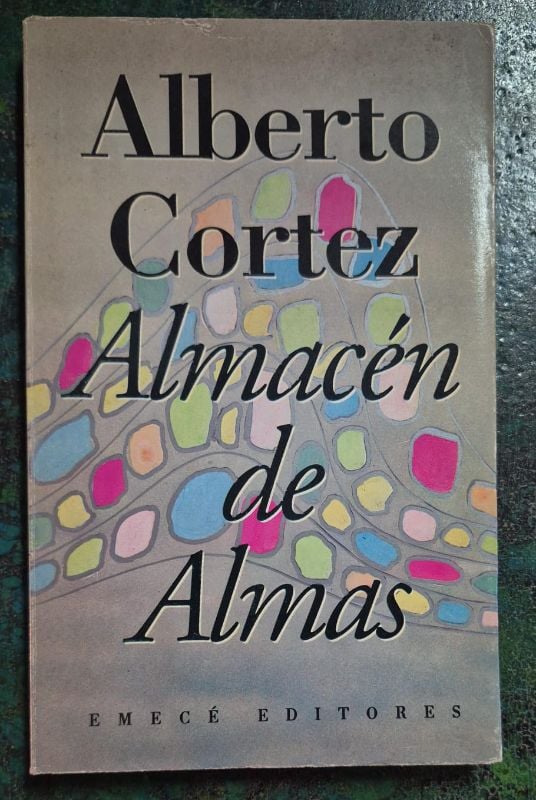 Alberto
Cortez
Almacén
de
Almas
EMECÉ EDITORES